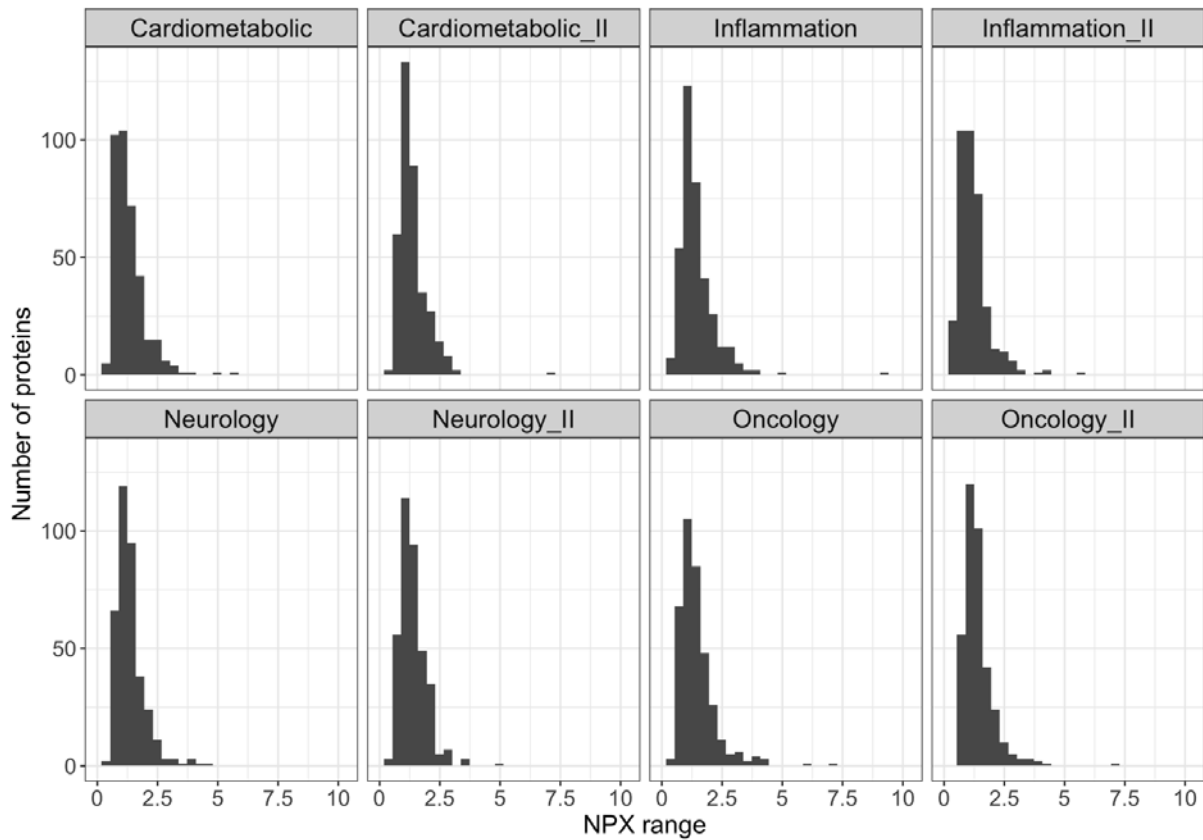 Cardiometabolic Cardiometabolic_II Inflammation Inflammation_II
100
50
0
Neurology Neurology_II Oncology Oncology_II
Number of proteins
100
50
0
0 2.5 5 7.5 10 0 2.5 5 7.5 10 0 2.5 5 7.5 10 0 2.5 5 7.5 10
NPX range